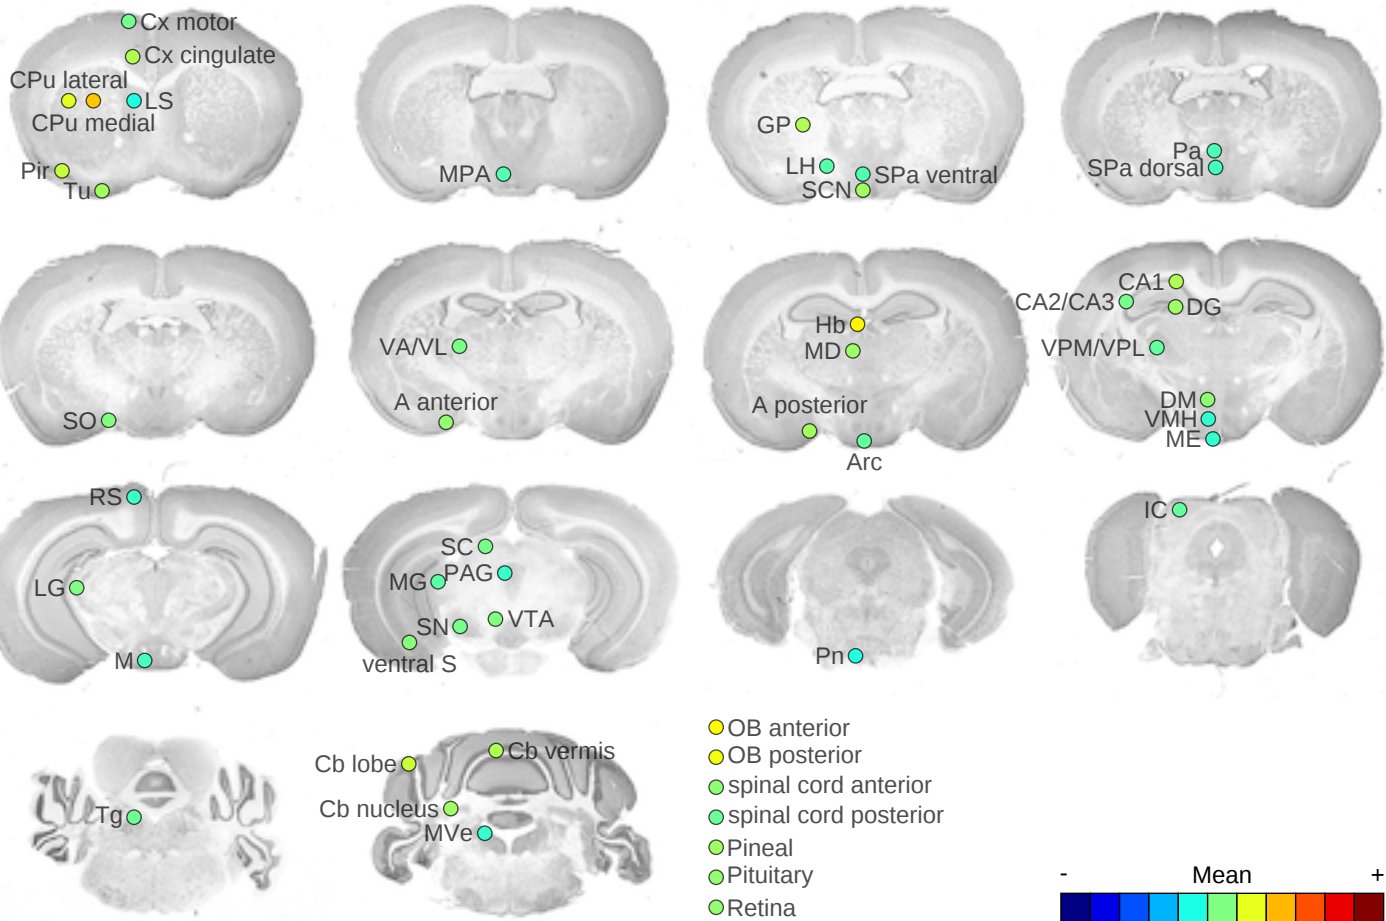 Cx motor
Cx cingulate
CPu lateral
LS
CPu medial
Pir
Tu
MPA
GP
LH
SPa ventral
SCN
Pa
SPa dorsal
SO
VA/VL
A anterior
Hb
MD
A posterior
Arc
CA1
CA2/CA3
DG
VPM/VPL
DM
VMH
ME
RS
LG
M
SC
MG
PAG
SN
VTA
ventral S
Pn
IC
Tg
Cb lobe
Cb vermis
Cb nucleus
MVe
OB anterior
OB posterior
spinal cord anterior
spinal cord posterior
Pineal
Pituitary
Retina
- Mean +